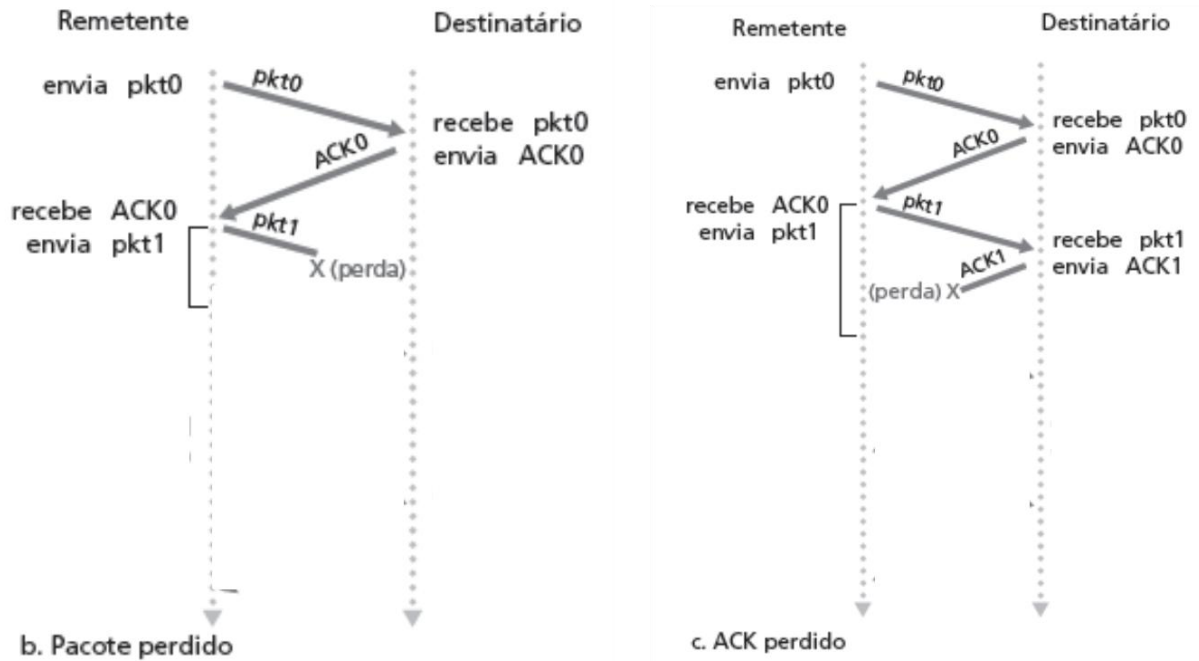 Remetente
Destinatário
envia pkt0
pkt0
recebe pkt0
envia ACK0
ACK0
recebe ACK0
envia pkt1
pkt1
X (perda)
b. Pacote perdido
Remetente
Destinatário
envia pkt0
pkt0
recebe pkt0
envia ACK0
ACK0
recebe ACK0
envia pkt1
pkt1
recebe pkt1
envia ACK1
ACK1
(perda) X
c. ACK perdido